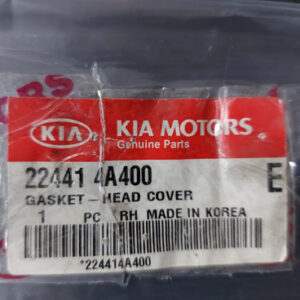 KIA KIA MOTORS
Genuine Parts
22441 4A400 E
GASKET-HEAD COVER
1 PC RH MADE IN KOREA
*224414A400